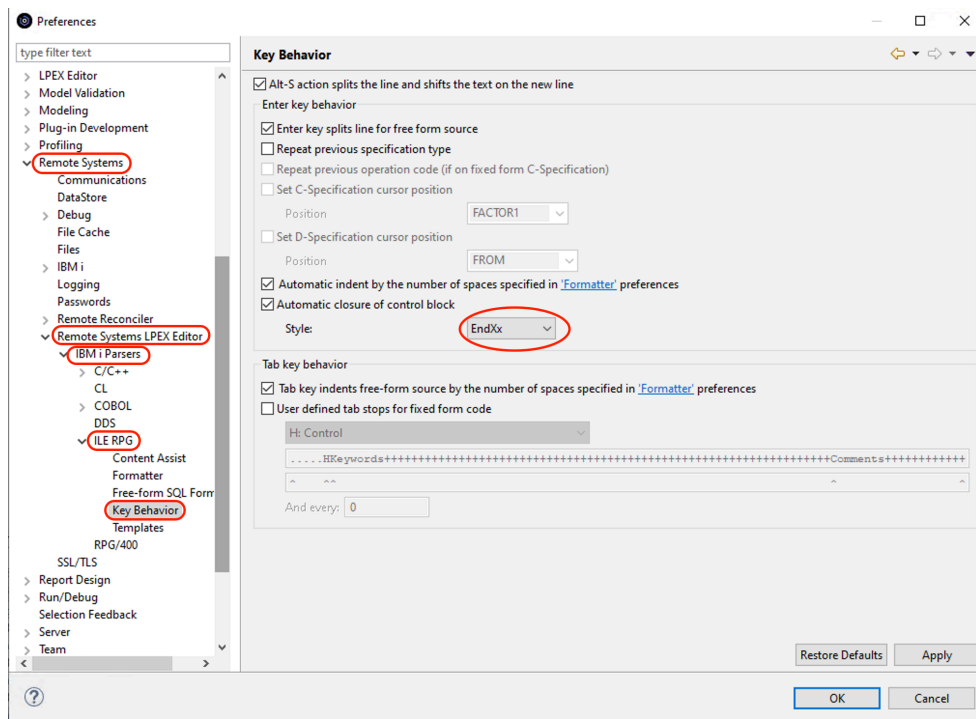 Preferences
type filter text
LPEX Editor
Model Validation
Modeling
Plug-in Development
Profiling
Remote Systems
Communications
DataStore
Debug
File Cache
Files
IBM i
Logging
Passwords
Remote Reconciler
Remote Systems LPEX Editor
IBM i Parsers
C/C++
CL
COBOL
DDS
ILE RPG
Content Assist
Formatter
Free-form SQL Form
Key Behavior
Templates
RPG/400
SSL/TLS
Report Design
Run/Debug
Selection Feedback
Server
Team
Key Behavior
Alt-S action splits the line and shifts the text on the new line
Enter key behavior
Enter key splits line for free form source
Repeat previous specification type
Repeat previous operation code (if on fixed form C-Specification)
Set C-Specification cursor position
Position FACTOR1
Set D-Specification cursor position
Position FROM
Automatic indent by the number of spaces specified in 'Formatter' preferences
Automatic closure of control block
Style: EndXx
Tab key behavior
Tab key indents free-form source by the number of spaces specified in 'Formatter' preferences
User defined tab stops for fixed form code
H: Control
.....HKeywords++++++++++++++++++++++++++++++++++++++++++++++++++++++++++++++++Comments++++++++++++
^ ^^ ^ ^
And every: 0
Restore Defaults Apply
OK Cancel